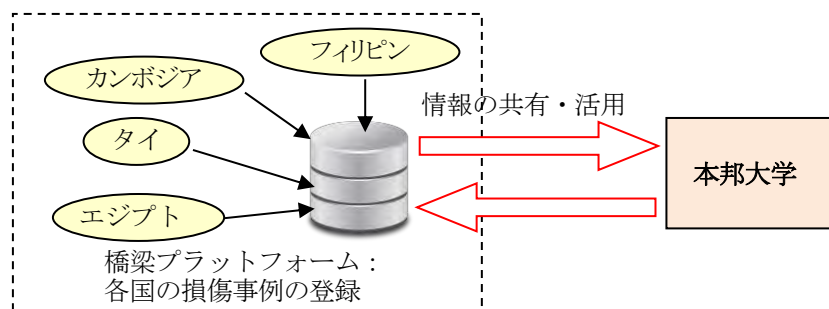 フィリピン
カンボジア
情報の共有・活用
タイ
本邦大学
エジプト
橋梁プラットフォーム：
各国の損傷事例の登録